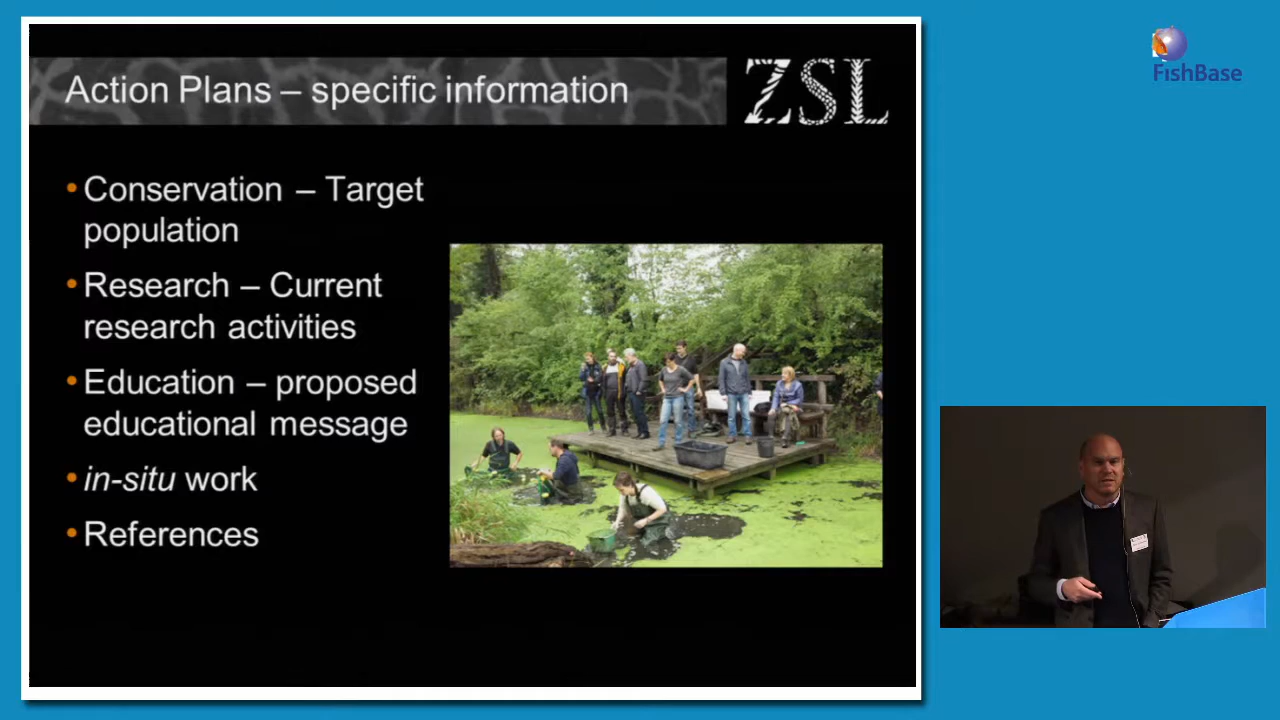 Action Plans – specific information
ZSL
FishBase
•Conservation – Target
population
•Research – Current
research activities
•Education – proposed
educational message
•in-situ work
•References